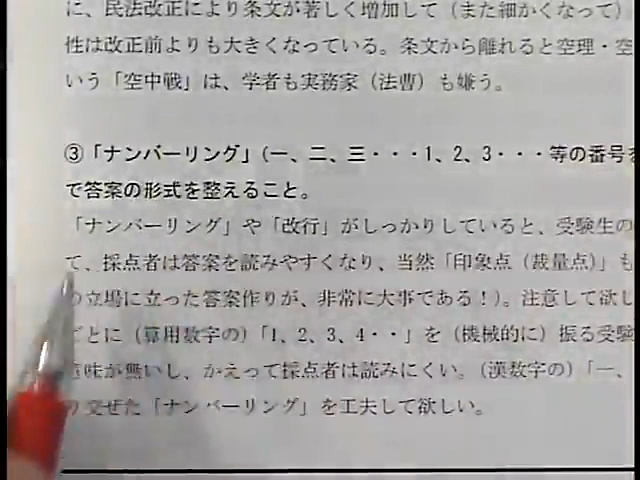 に、民法改正により条文が著しく増加して（また細かくなって）
性は改正前よりも大きくなっている。条文から離れると空理・空
いう「空中戦」は、学者も実務家（法曹）も嫌う。
③「ナンバーリング」（一、二、三・・・1、2、3・・・等の番号を
で答案の形式を整えること。
「ナンバーリング」や「改行」がしっかりしていると、受験生の
て、採点者は答案を読みやすくなり、当然「印象点（裁量点）」も
の立場に立った答案作りが、非常に大事である！）。注意して欲し
ごとに（算用数字の）「1、2、3、4・・」を（機械的に）振る受験
意味が無いし、かえって採点者は読みにくい。（漢数字の）「一、
り交ぜた「ナンバーリング」を工夫して欲しい。